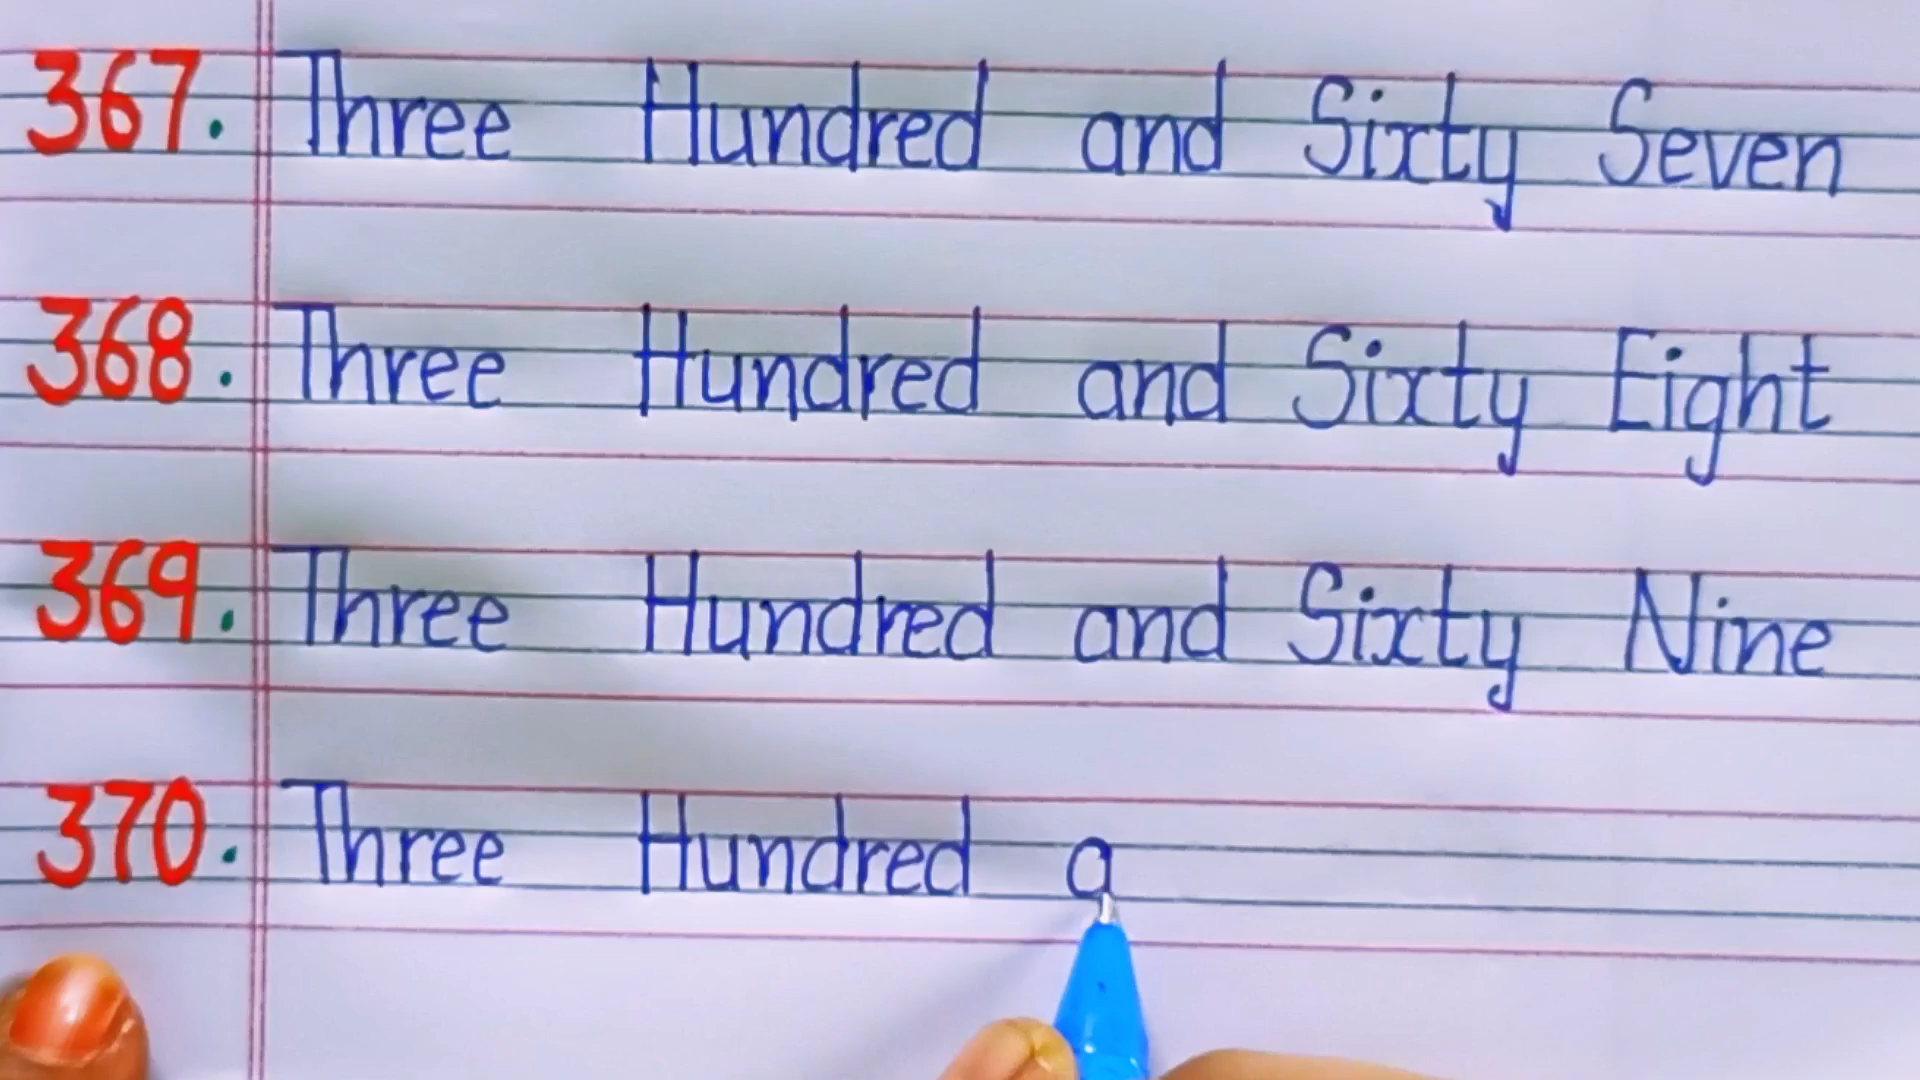 367. Three Hundred and Sixty Seven
368. Three Hundred and Sixty Eight
369. Three Hundred and Sixty Nine
370. Three Hundred a